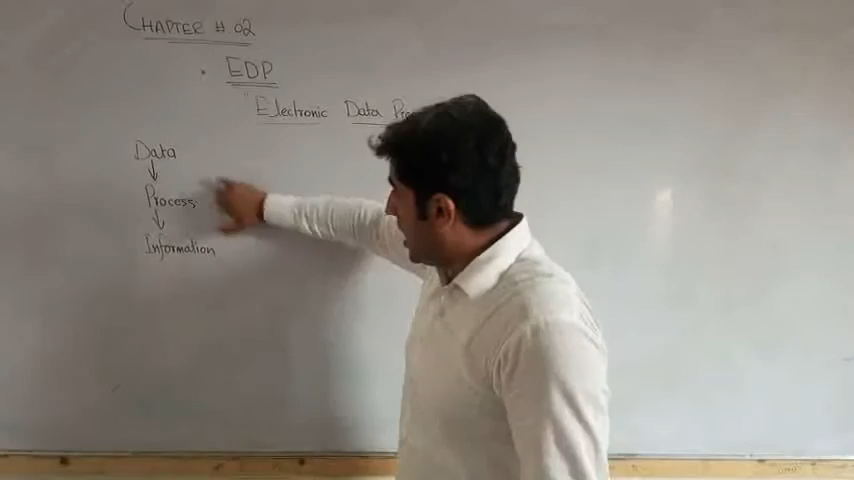 CHAPTER # 02
EDP
Electronic Data
Data
Process
Information